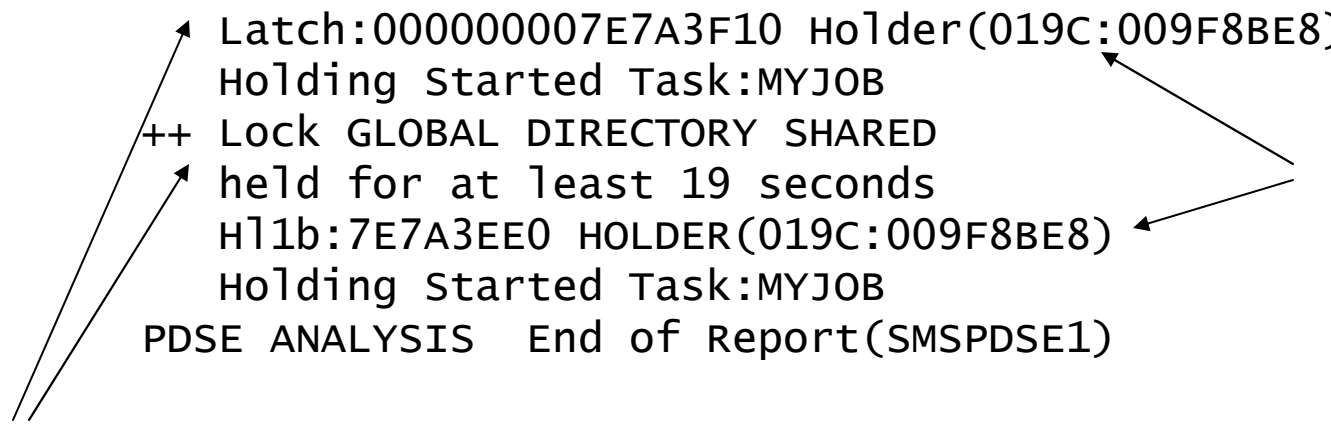 Latch:000000007E7A3F10 Holder(019C:009F8BE8)
Holding Started Task:MYJOB
++ Lock GLOBAL DIRECTORY SHARED
held for at least 19 seconds
Hl1b:7E7A3EE0 HOLDER(019C:009F8BE8)
Holding Started Task:MYJOB
PDSE ANALYSIS  End of Report(SMSPDSE1)